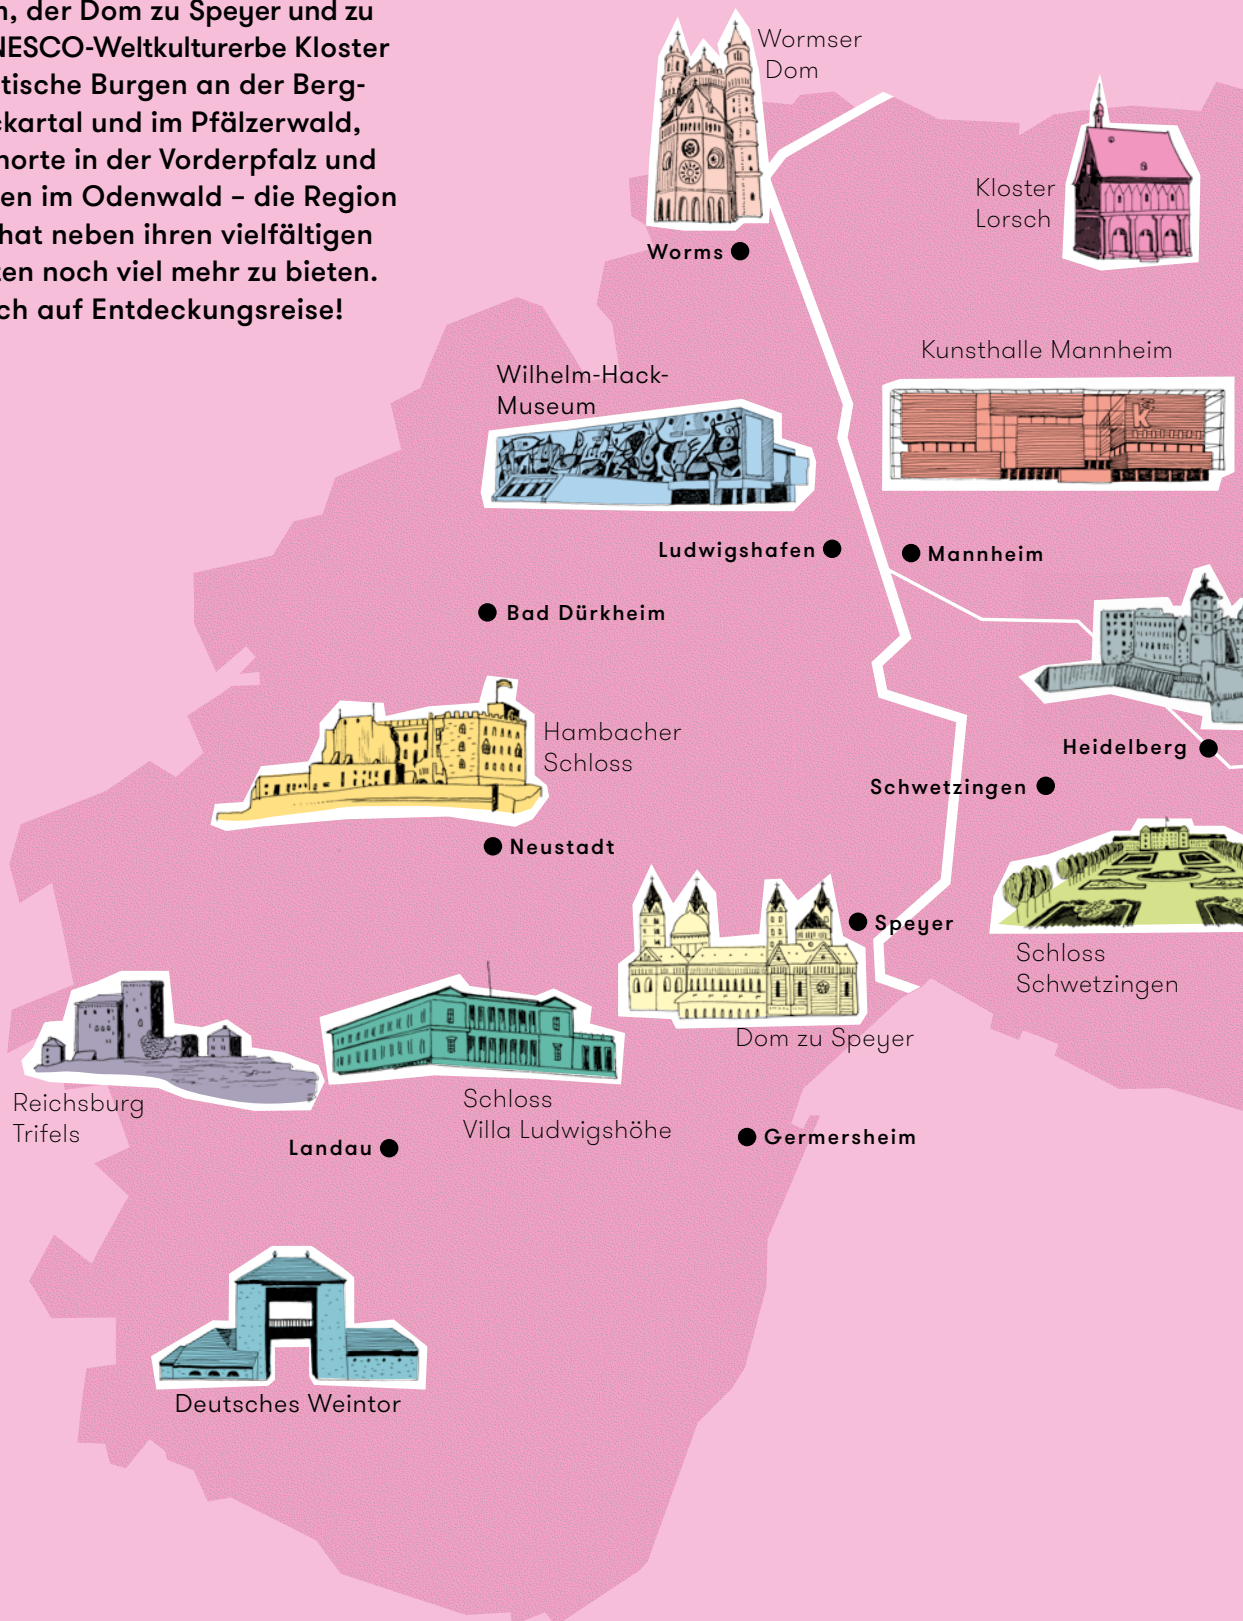 n, der Dom zu Speyer und zu
NESCO-Weltkulturerbe Kloster
tische Burgen an der Berg-
ckartal und im Pfälzerwald,
norte in der Vorderpfalz und
en im Odenwald – die Region
hat neben ihren vielfältigen
zen noch viel mehr zu bieten.
ch auf Entdeckungsreise!
Wormser
Dom
Kloster
Lorsch
Worms
Kunsthalle Mannheim
Wilhelm-Hack-
Museum
K
Ludwigshafen
Mannheim
Bad Dürkheim
Hambacher
Schloss
Heidelberg
Schwetzingen
Neustadt
Speyer
Schloss
Schwetzingen
Dom zu Speyer
Reichsburg
Trifels
Schloss
Villa Ludwigshöhe
Landau
Germersheim
Deutsches Weintor